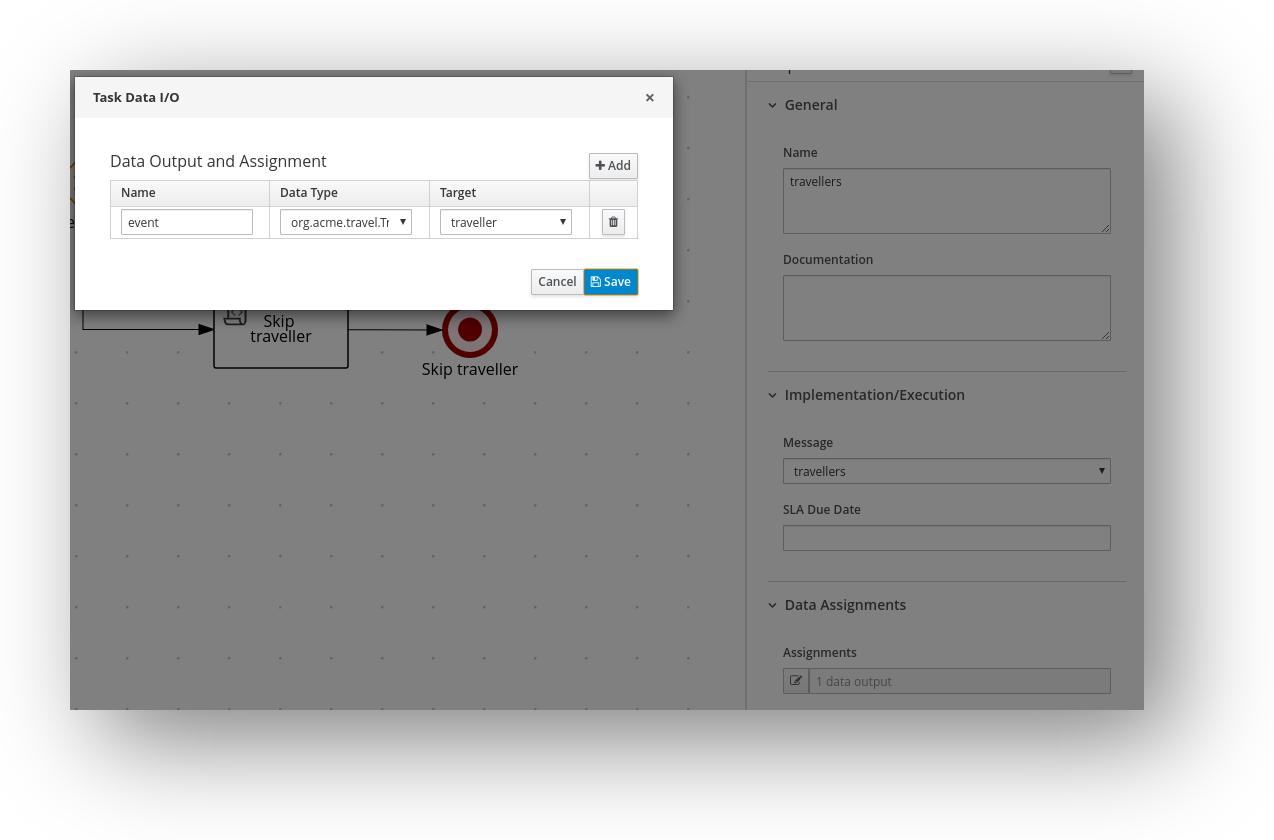 Task Data I/O ×
Data Output and Assignment
Add
Name Data Type Target
event org.acme.travel.Tr traveller
Cancel Save
Skip
traveller
Skip traveller
General
Name
travellers
Documentation
Implementation/Execution
Message
travellers
SLA Due Date
Data Assignments
Assignments
1 data output